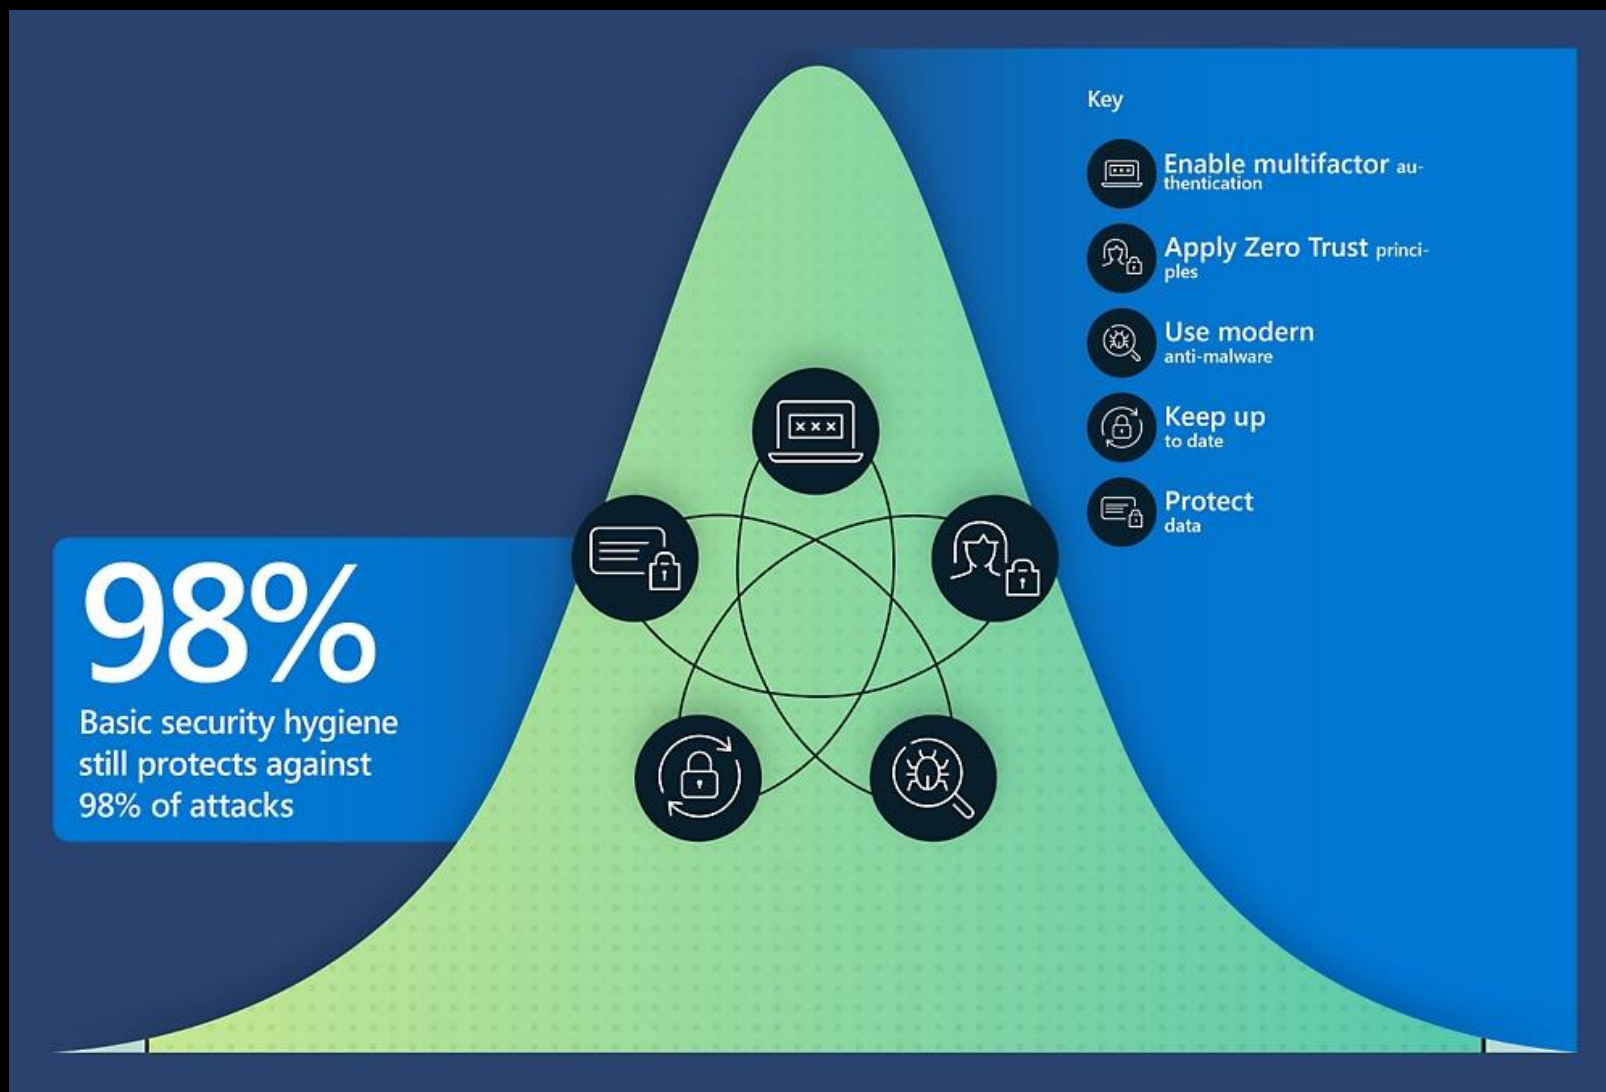 Key
Enable multifactor au-
thentication
Apply Zero Trust princi-
ples
Use modern
anti-malware
Keep up
to date
Protect
data
×××
98%
Basic security hygiene
still protects against
98% of attacks